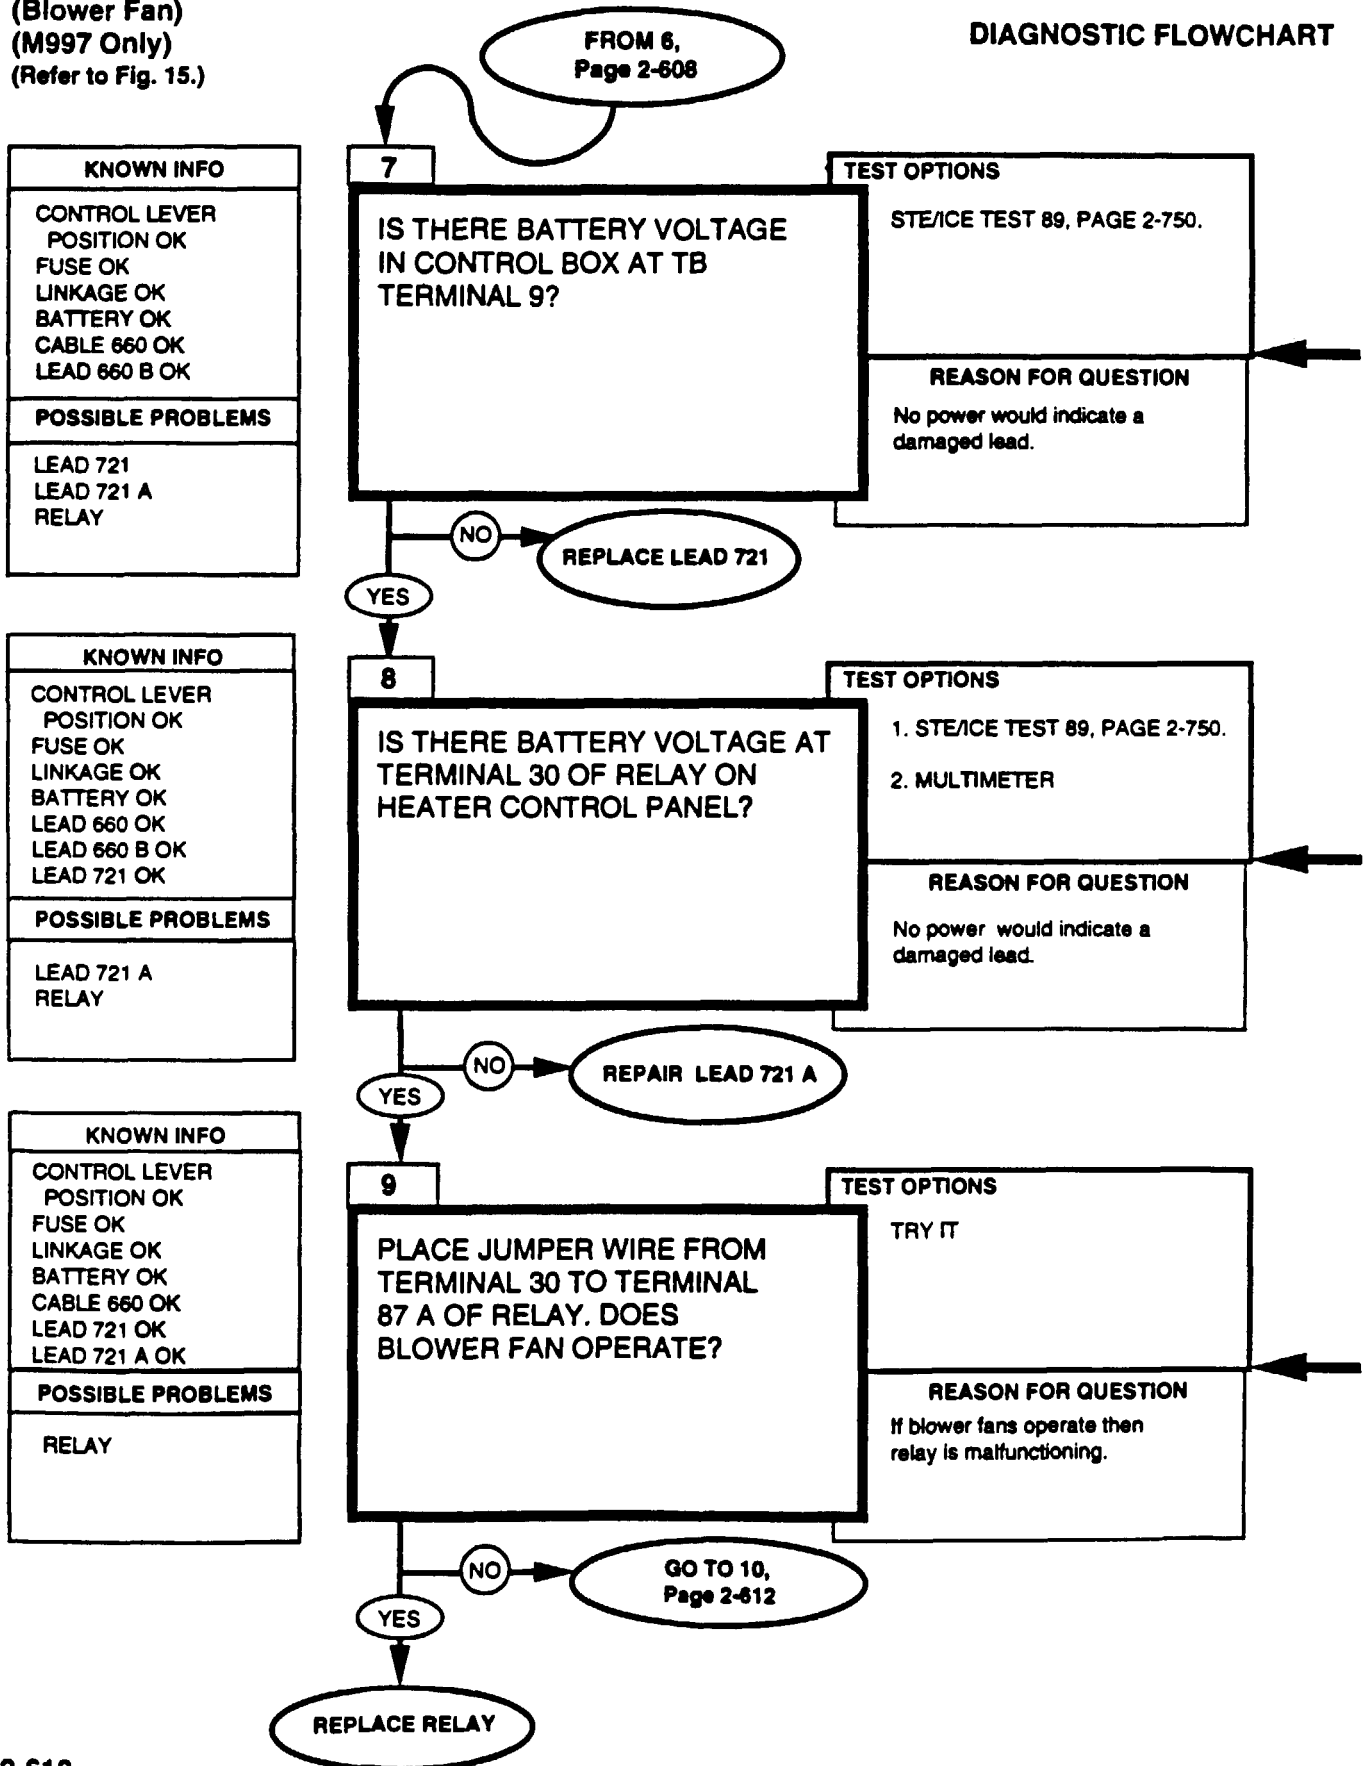 (Blower Fan)
(M997 Only)
(Refer to Fig. 15.)
FROM 6,
Page 2-608
DIAGNOSTIC FLOWCHART
KNOWN INFO
CONTROL LEVER
POSITION OK
FUSE OK
LINKAGE OK
BATTERY OK
CABLE 660 OK
LEAD 660 B OK
POSSIBLE PROBLEMS
LEAD 721
LEAD 721 A
RELAY
7
IS THERE BATTERY VOLTAGE
IN CONTROL BOX AT TB
TERMINAL 9?
TEST OPTIONS
STE/ICE TEST 89, PAGE 2-750.
REASON FOR QUESTION
No power would indicate a
damaged lead.
NO
REPLACE LEAD 721
YES
KNOWN INFO
CONTROL LEVER
POSITION OK
FUSE OK
LINKAGE OK
BATTERY OK
LEAD 660 OK
LEAD 660 B OK
LEAD 721 OK
POSSIBLE PROBLEMS
LEAD 721 A
RELAY
8
IS THERE BATTERY VOLTAGE AT
TERMINAL 30 OF RELAY ON
HEATER CONTROL PANEL?
TEST OPTIONS
1. STE/ICE TEST 89, PAGE 2-750.
2. MULTIMETER
REASON FOR QUESTION
No power would indicate a
damaged lead.
NO
REPAIR LEAD 721 A
YES
KNOWN INFO
CONTROL LEVER
POSITION OK
FUSE OK
LINKAGE OK
BATTERY OK
CABLE 660 OK
LEAD 721 OK
LEAD 721 A OK
POSSIBLE PROBLEMS
RELAY
9
PLACE JUMPER WIRE FROM
TERMINAL 30 TO TERMINAL
87 A OF RELAY. DOES
BLOWER FAN OPERATE?
TEST OPTIONS
TRY IT
REASON FOR QUESTION
If blower fans operate then
relay is malfunctioning.
NO
GO TO 10,
Page 2-612
YES
REPLACE RELAY